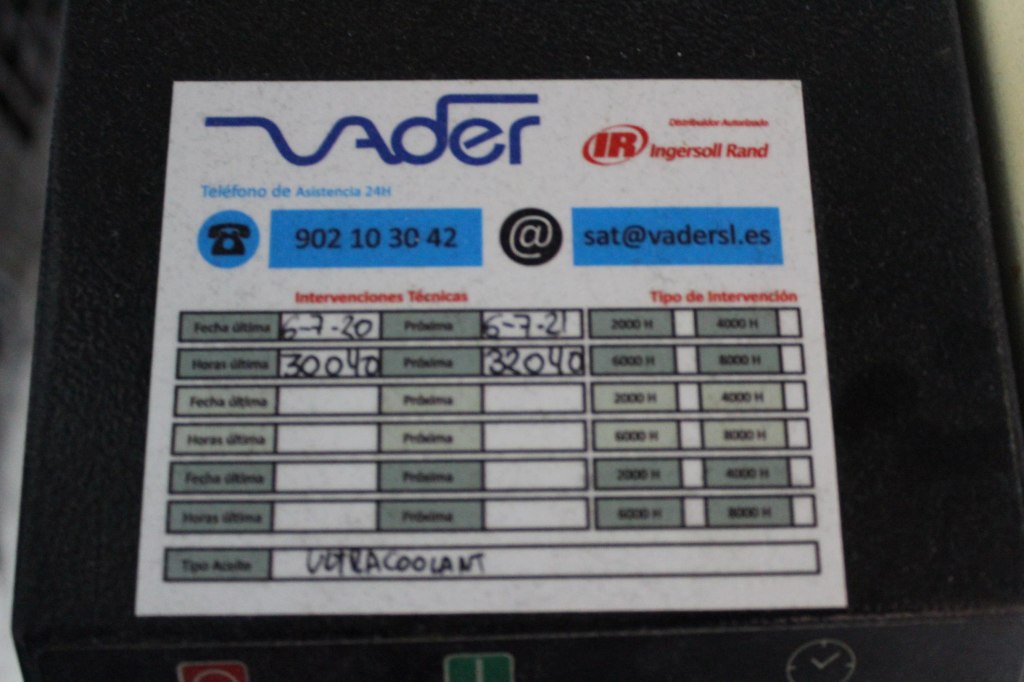 Vader
Distribuidor Autorizado
IR Ingersoll Rand
Teléfono de Asistencia 24H
902 10 30 42 @ sat@vadersl.es
Intervenciones Técnicas Tipo de Intervención
Fecha última 6-7-20 Próxima 6-7-21 2000 H 4000 H
Horas última 30040 Próxima 32040 6000 H 8000 H
Fecha última Próxima 2000 H 4000 H
Horas última Próxima 6000 H 8000 H
Fecha última Próxima 2000 H 4000 H
Horas última Próxima 6000 H 8000 H
Tipo Aceite ULTRACOOLANT